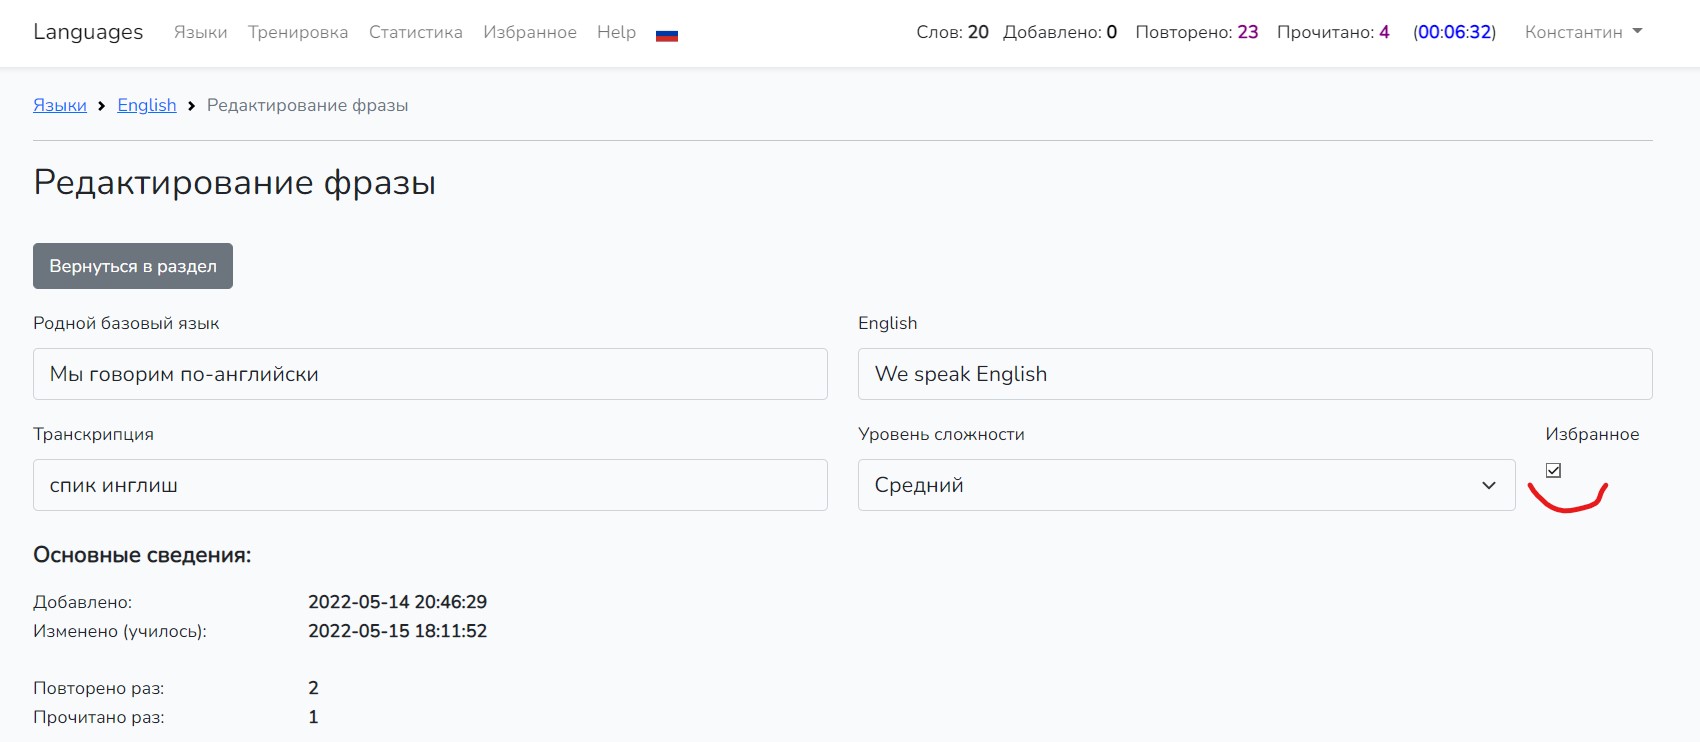 Languages Языки Тренировка Статистика Избранное Help Слов: 20 Добавлено: 0 Повторено: 23 Прочитано: 4 (00:06:32) Константин
Языки English Редактирование фразы
Редактирование фразы
Вернуться в раздел
Родной базовый язык English
Мы говорим по-английски We speak English
Транскрипция Уровень сложности Избранное
спик инглиш Средний
Основные сведения:
Добавлено: 2022-05-14 20:46:29
Изменено (училось): 2022-05-15 18:11:52
Повторено раз: 2
Прочитано раз: 1